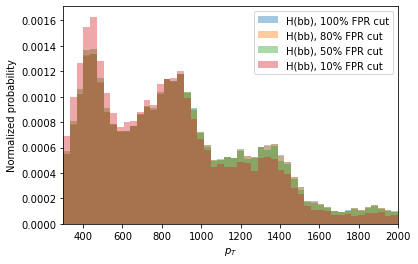 H(bb), 100% FPR cut
H(bb), 80% FPR cut
H(bb), 50% FPR cut
H(bb), 10% FPR cut
Normalized probability
0.0016
0.0014
0.0012
0.0010
0.0008
0.0006
0.0004
0.0002
0.0000
400 600 800 1000 1200 1400 1600 1800 2000
p_T